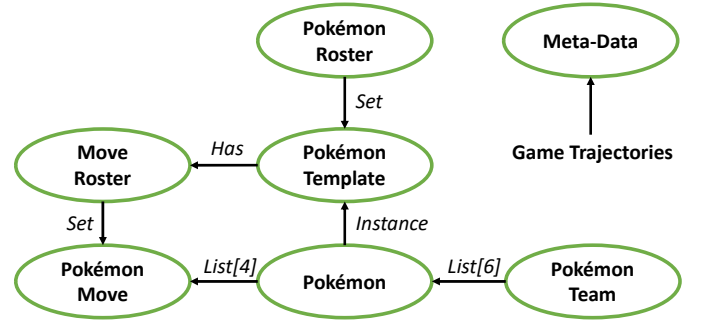 Pokémon
Roster
Meta-Data
Set
Move
Roster
Has
Pokémon
Template
Game Trajectories
Set
Instance
Pokémon
Move
List[4]
Pokémon
List[6]
Pokémon
Team